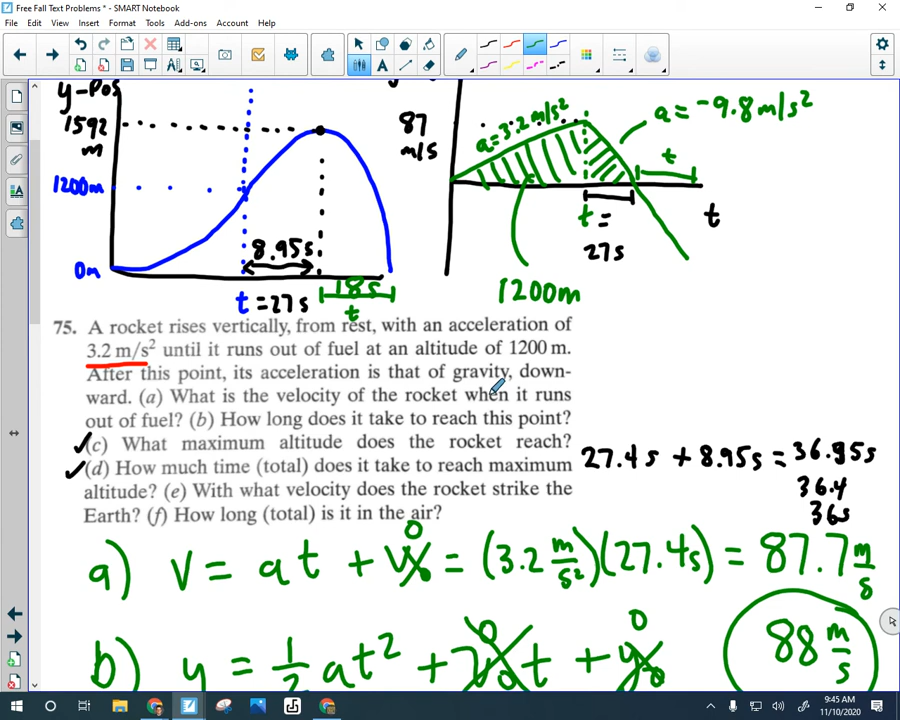 Free Fall Text Problems * - SMART Notebook
File Edit View Insert Format Tools Add-ons Account Help
y-Pos
1592
m
1200m
0m
8.95s
t = 27s
18s
t
87
m/s
a=3.2m/s²
a = -9.8m/s²
t
t =
27s
t
1200m
75. A rocket rises vertically, from rest, with an acceleration of
3.2 m/s² until it runs out of fuel at an altitude of 1200 m.
After this point, its acceleration is that of gravity, down-
ward. (a) What is the velocity of the rocket when it runs
out of fuel? (b) How long does it take to reach this point?
(c) What maximum altitude does the rocket reach?
(d) How much time (total) does it take to reach maximum
altitude? (e) With what velocity does the rocket strike the
Earth? (f) How long (total) is it in the air?
27.4s + 8.95s = 36.35s
36.4
36s
a) v = at + v₀ 0 = (3.2 m/s²)(27.4s) = 87.7 m/s
88 m/s
b) y = 1/2 at² + v₀t 0 + y₀ 0
9:45 AM
11/10/2020